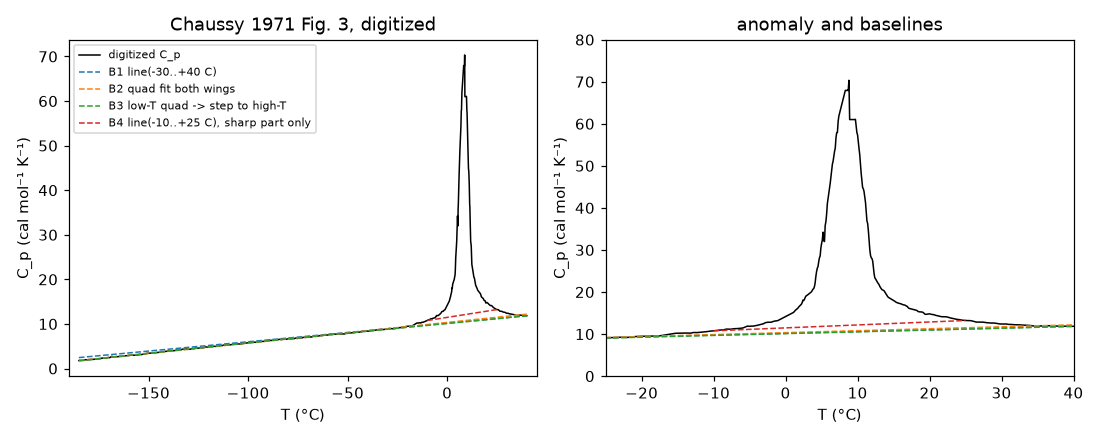 Chaussy 1971 Fig. 3, digitized
C_p (cal mol⁻¹ K⁻¹)
70
60
50
40
30
20
10
0
digitized C_p
B1 line(-30..+40 C)
B2 quad fit both wings
B3 low-T quad -> step to high-T
B4 line(-10..+25 C), sharp part only
−150
−100
−50
0
T (°C)
anomaly and baselines
C_p (cal mol⁻¹ K⁻¹)
80
70
60
50
40
30
20
10
0
−20
−10
0
10
20
30
40
T (°C)